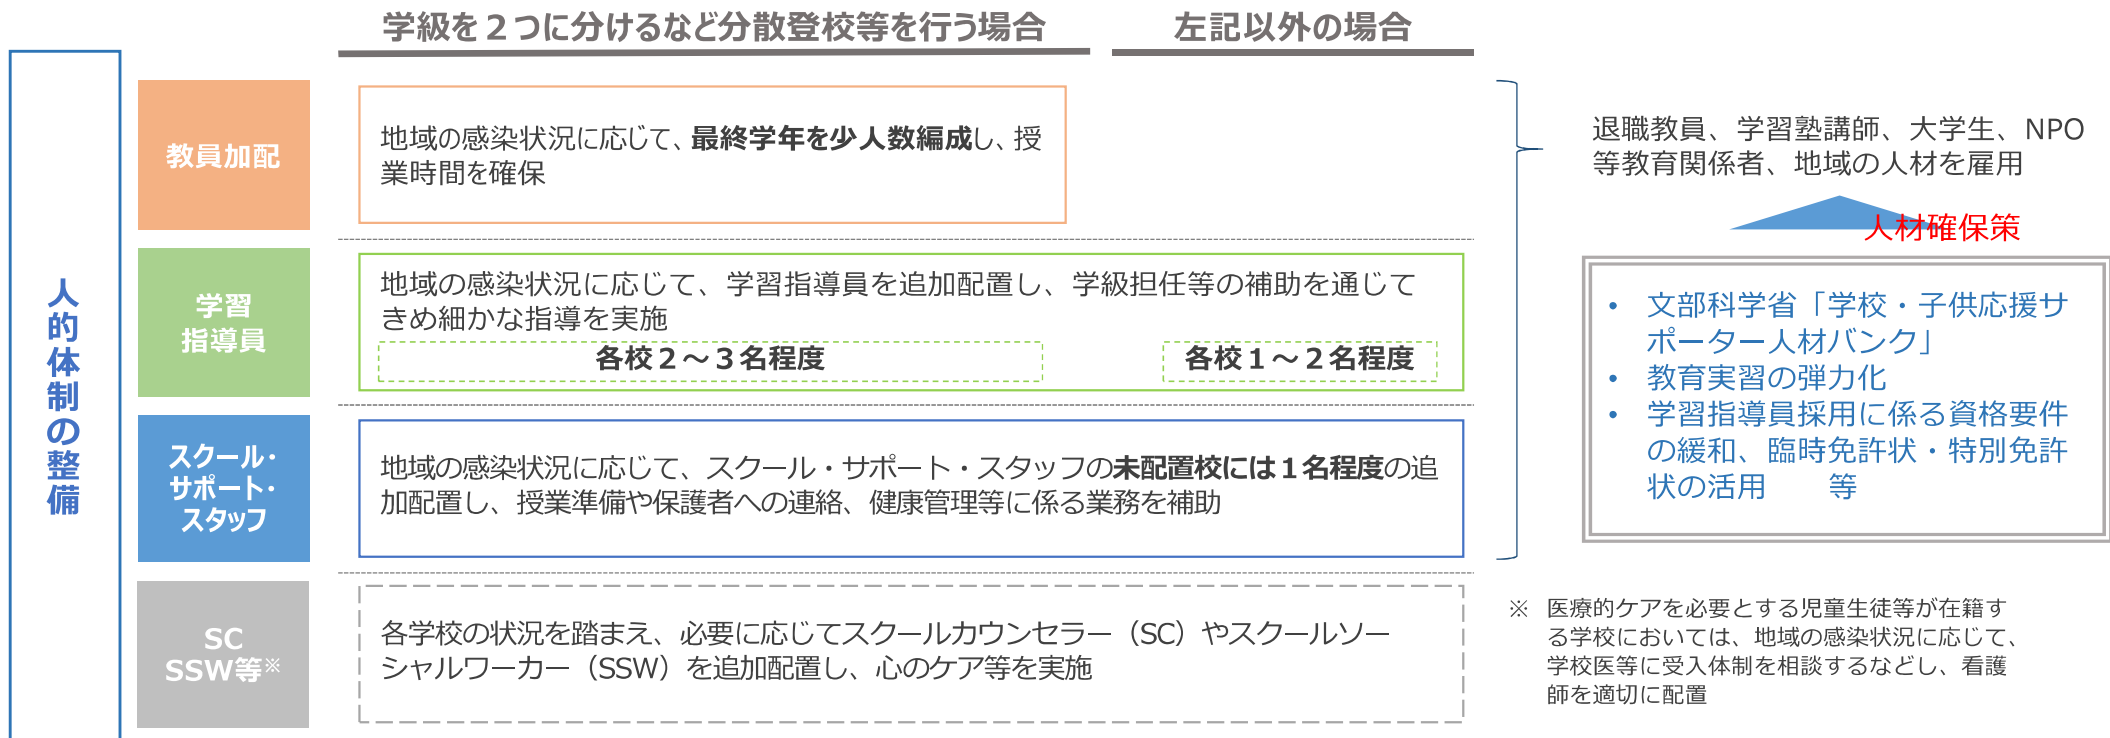 学級を２つに分けるなど分散登校等を行う場合
左記以外の場合
人的体制の整備
教員加配
地域の感染状況に応じて、最終学年を少人数編成し、授
業時間を確保
学習
指導員
地域の感染状況に応じて、学習指導員を追加配置し、学級担任等の補助を通じて
きめ細かな指導を実施
各校２～３名程度
各校１～２名程度
スクール・
サポート・
スタッフ
地域の感染状況に応じて、スクール・サポート・スタッフの未配置校には１名程度の追
加配置し、授業準備や保護者への連絡、健康管理等に係る業務を補助
SC
SSW等※
各学校の状況を踏まえ、必要に応じてスクールカウンセラー（SC）やスクールソー
シャルワーカー（SSW）を追加配置し、心のケア等を実施
退職教員、学習塾講師、大学生、NPO
等教育関係者、地域の人材を雇用
人材確保策
• 文部科学省「学校・子供応援サ
ポーター人材バンク」
• 教育実習の弾力化
• 学習指導員採用に係る資格要件
の緩和、臨時免許状・特別免許
状の活用　　等
※ 医療的ケアを必要とする児童生徒等が在籍す
る学校においては、地域の感染状況に応じて、
学校医等に受入体制を相談するなどし、看護
師を適切に配置